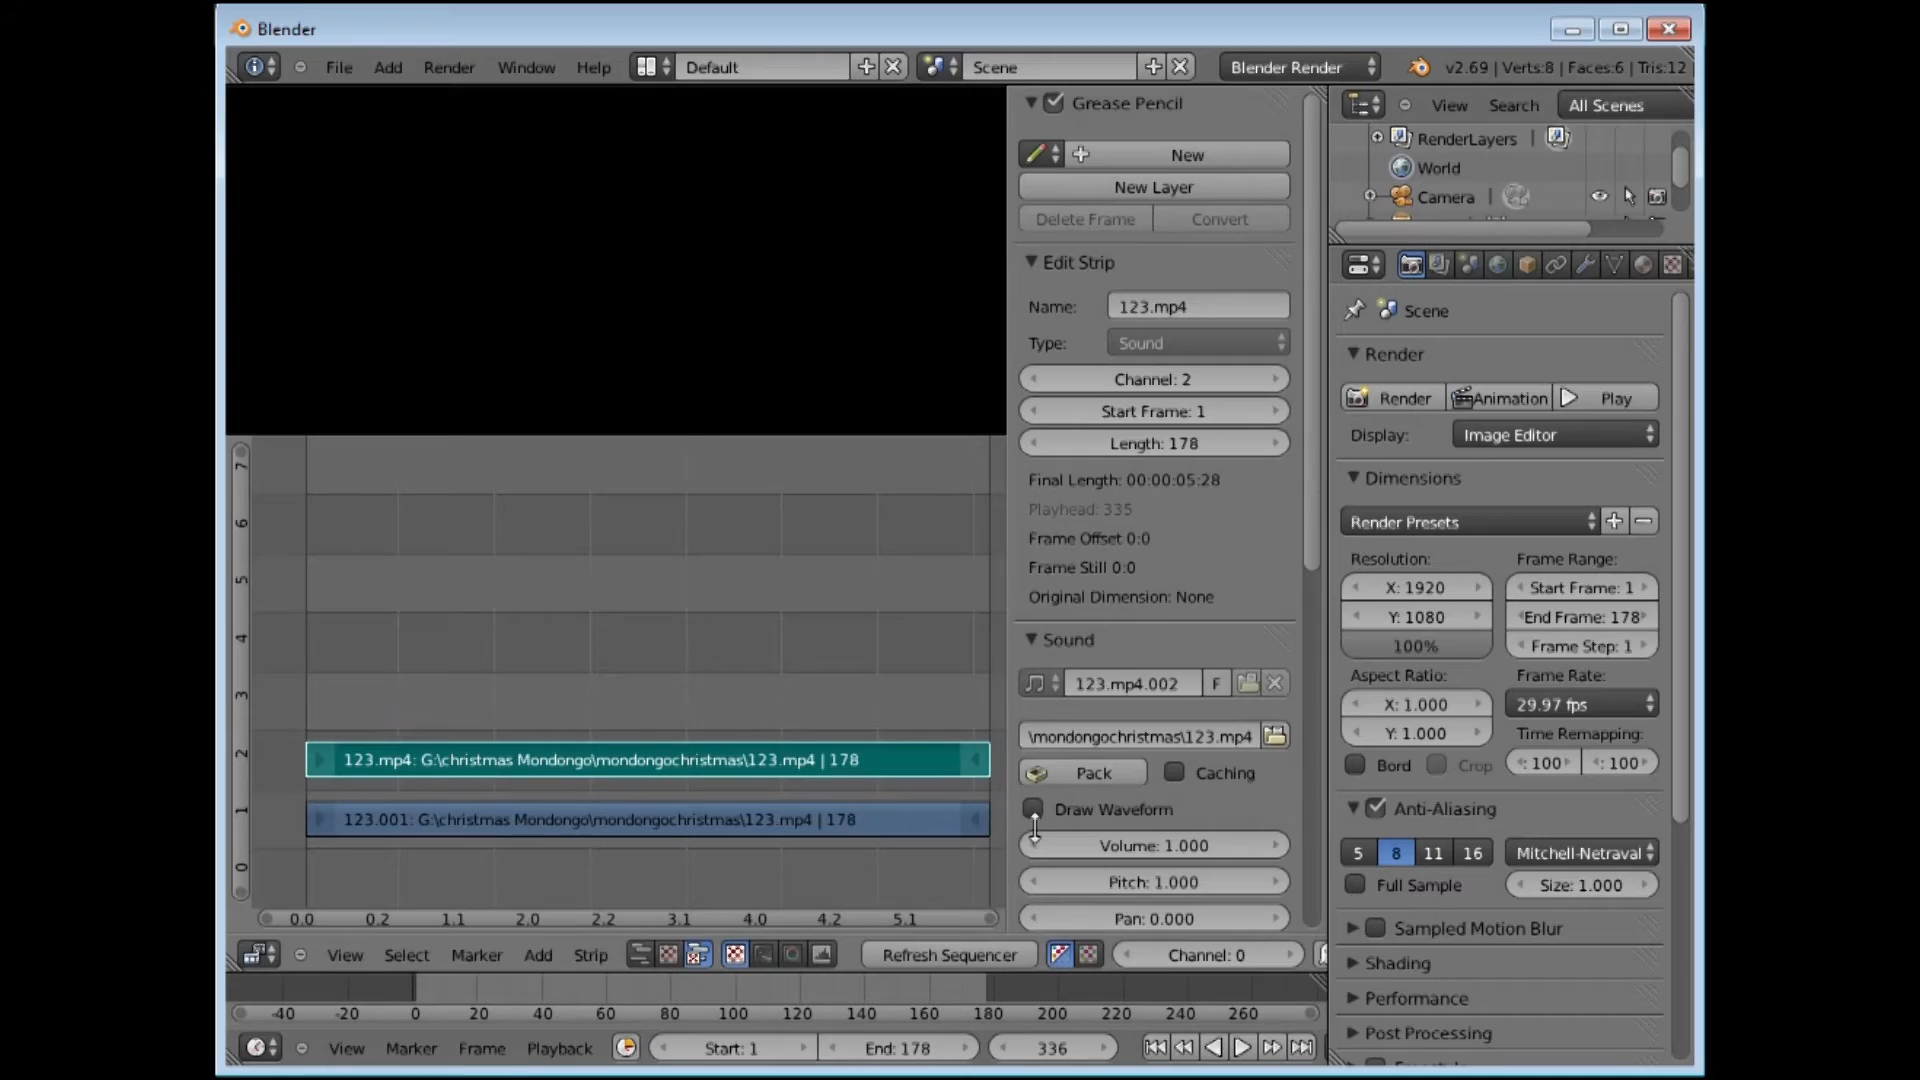 Blender
File Add Render Window Help Default Scene Blender Render v2.69 | Verts:8 | Faces:6 | Tris:12
Grease Pencil
New
New Layer
Delete Frame Convert
Edit Strip
Name: 123.mp4
Type: Sound
Channel: 2
Start Frame: 1
Length: 178
Final Length: 00:00:05:28
Playhead: 335
Frame Offset 0:0
Frame Still 0:0
Original Dimension: None
Sound
123.mp4.002 F
\mondongochristmas\123.mp4
Pack Caching
Draw Waveform
Volume: 1.000
Pitch: 1.000
Pan: 0.000
View Search All Scenes
RenderLayers |
World
Camera |
Scene
Render
Render Animation Play
Display: Image Editor
Dimensions
Render Presets
Resolution: Frame Range:
X: 1920 Start Frame: 1
Y: 1080 End Frame: 178
100% Frame Step: 1
Aspect Ratio: Frame Rate:
X: 1.000 29.97 fps
Y: 1.000 Time Remapping:
Bord Crop : 100 : 100
Anti-Aliasing
5 8 11 16 Mitchell-Netraval
Full Sample Size: 1.000
Sampled Motion Blur
Shading
Performance
Post Processing
7
6
5
4
3
2
1
0
123.mp4: G:\christmas Mondongo\mondongochristmas\123.mp4 | 178
123.001: G:\christmas Mondongo\mondongochristmas\123.mp4 | 178
0.0 0.2 1.1 2.0 2.2 3.1 4.0 4.2 5.1
View Select Marker Add Strip Refresh Sequencer Channel: 0
-40 -20 0 20 40 60 80 100 120 140 160 180 200 220 240 260
View Marker Frame Playback Start: 1 End: 178 336